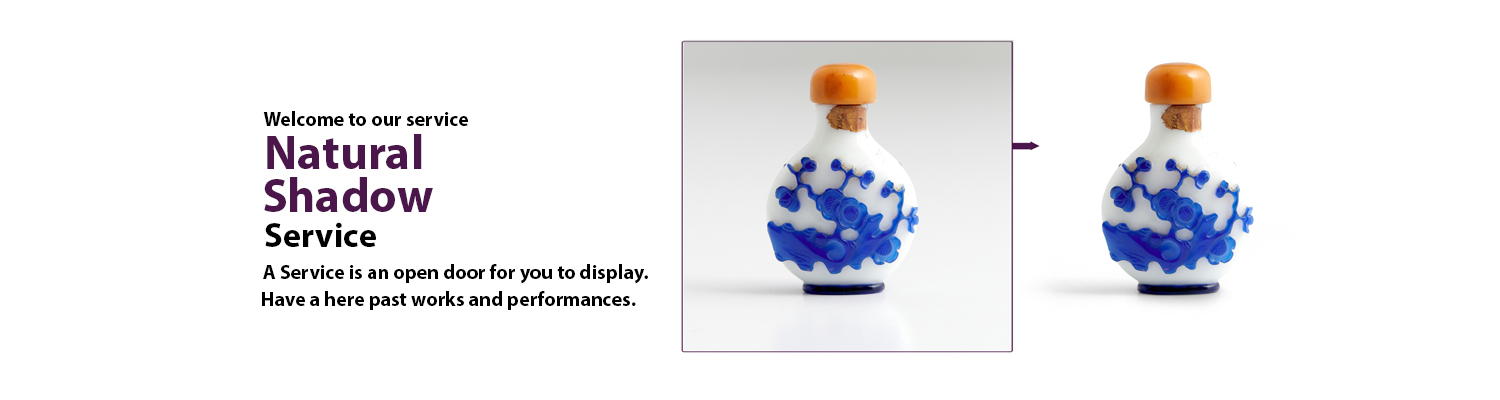 Welcome to our service
Natural
Shadow
Service
A Service is an open door for you to display.
Have a here past works and performances.